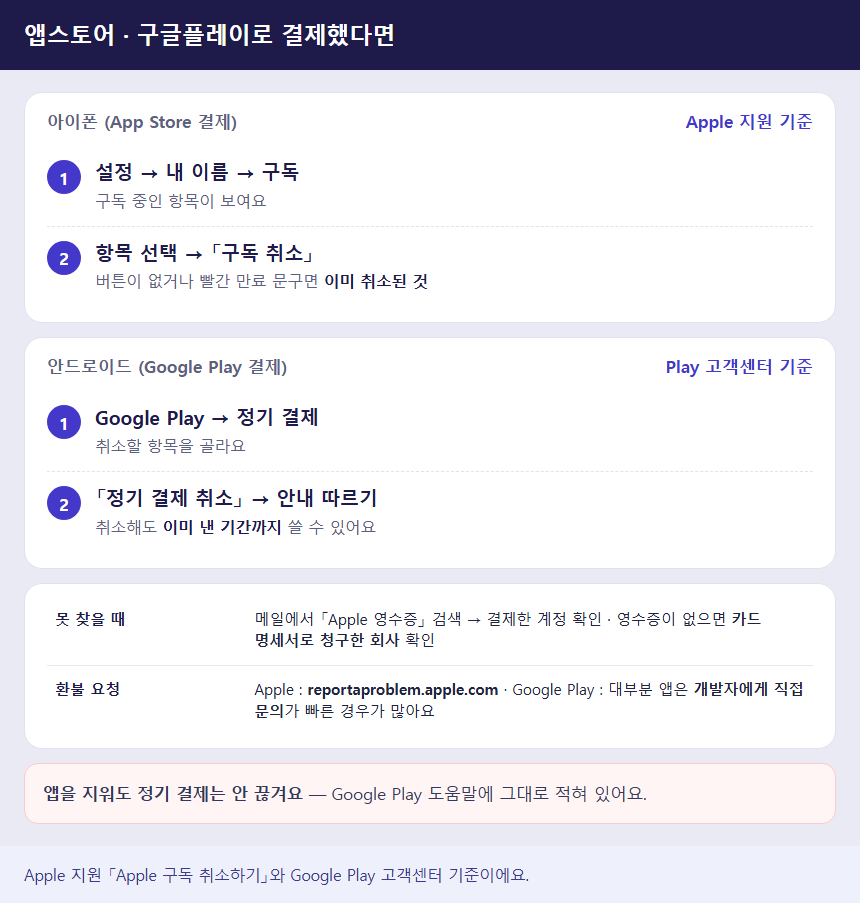 앱스토어 · 구글플레이로 결제했다면
아이폰 (App Store 결제)
Apple 지원 기준
1
설정 → 내 이름 → 구독
구독 중인 항목이 보여요
2
항목 선택 → 「구독 취소」
버튼이 없거나 빨간 만료 문구면 이미 취소된 것
안드로이드 (Google Play 결제)
Play 고객센터 기준
1
Google Play → 정기 결제
취소할 항목을 골라요
2
「정기 결제 취소」 → 안내 따르기
취소해도 이미 낸 기간까지 쓸 수 있어요
못 찾을 때
메일에서 「Apple 영수증」 검색 → 결제한 계정 확인 · 영수증이 없으면 카드
명세서로 청구한 회사 확인
환불 요청
Apple : reportaproblem.apple.com · Google Play : 대부분 앱은 개발자에게 직접
문의가 빠른 경우가 많아요
앱을 지워도 정기 결제는 안 끊겨요 — Google Play 도움말에 그대로 적혀 있어요.
Apple 지원 「Apple 구독 취소하기」와 Google Play 고객센터 기준이에요.